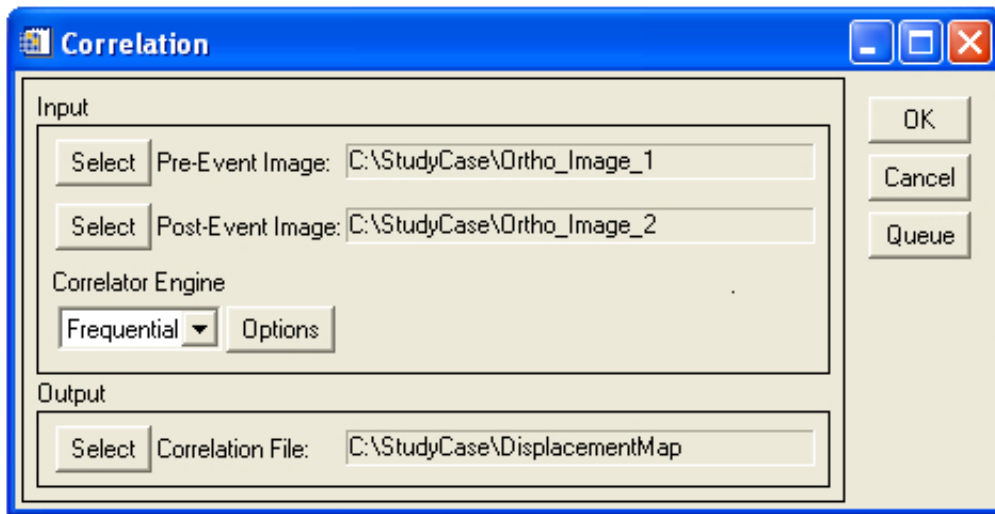 Correlation
Input
Select Pre-Event Image: C:\StudyCase\Ortho_Image_1
Select Post-Event Image: C:\StudyCase\Ortho_Image_2
Correlator Engine
Frequential Options
Output
Select Correlation File: C:\StudyCase\DisplacementMap
OK
Cancel
Queue